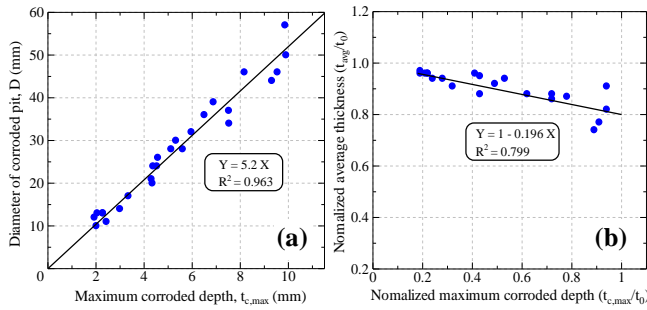 60
50
40
30
20
10
0
2
4
6
8
10
Diameter of corroded pit, D (mm)
Maximum corroded depth, t_c,max (mm)
Y = 5.2 X
R² = 0.963
(a)
1.2
1.0
0.8
0.6
0.4
0.2
0
0.2
0.4
0.6
0.8
1
Nomalized average thickness (t_avg/t_0)
Nomalized maximum corroded depth (t_c,max/t_0)
Y = 1 - 0.196 X
R² = 0.799
(b)